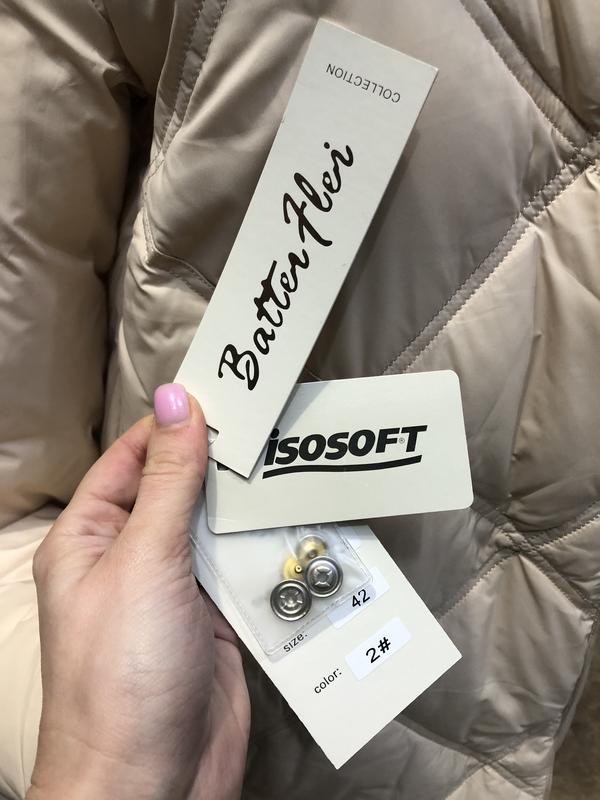 COLLECTION
Batter Flei
isosoft®
size: 42
color: 2#